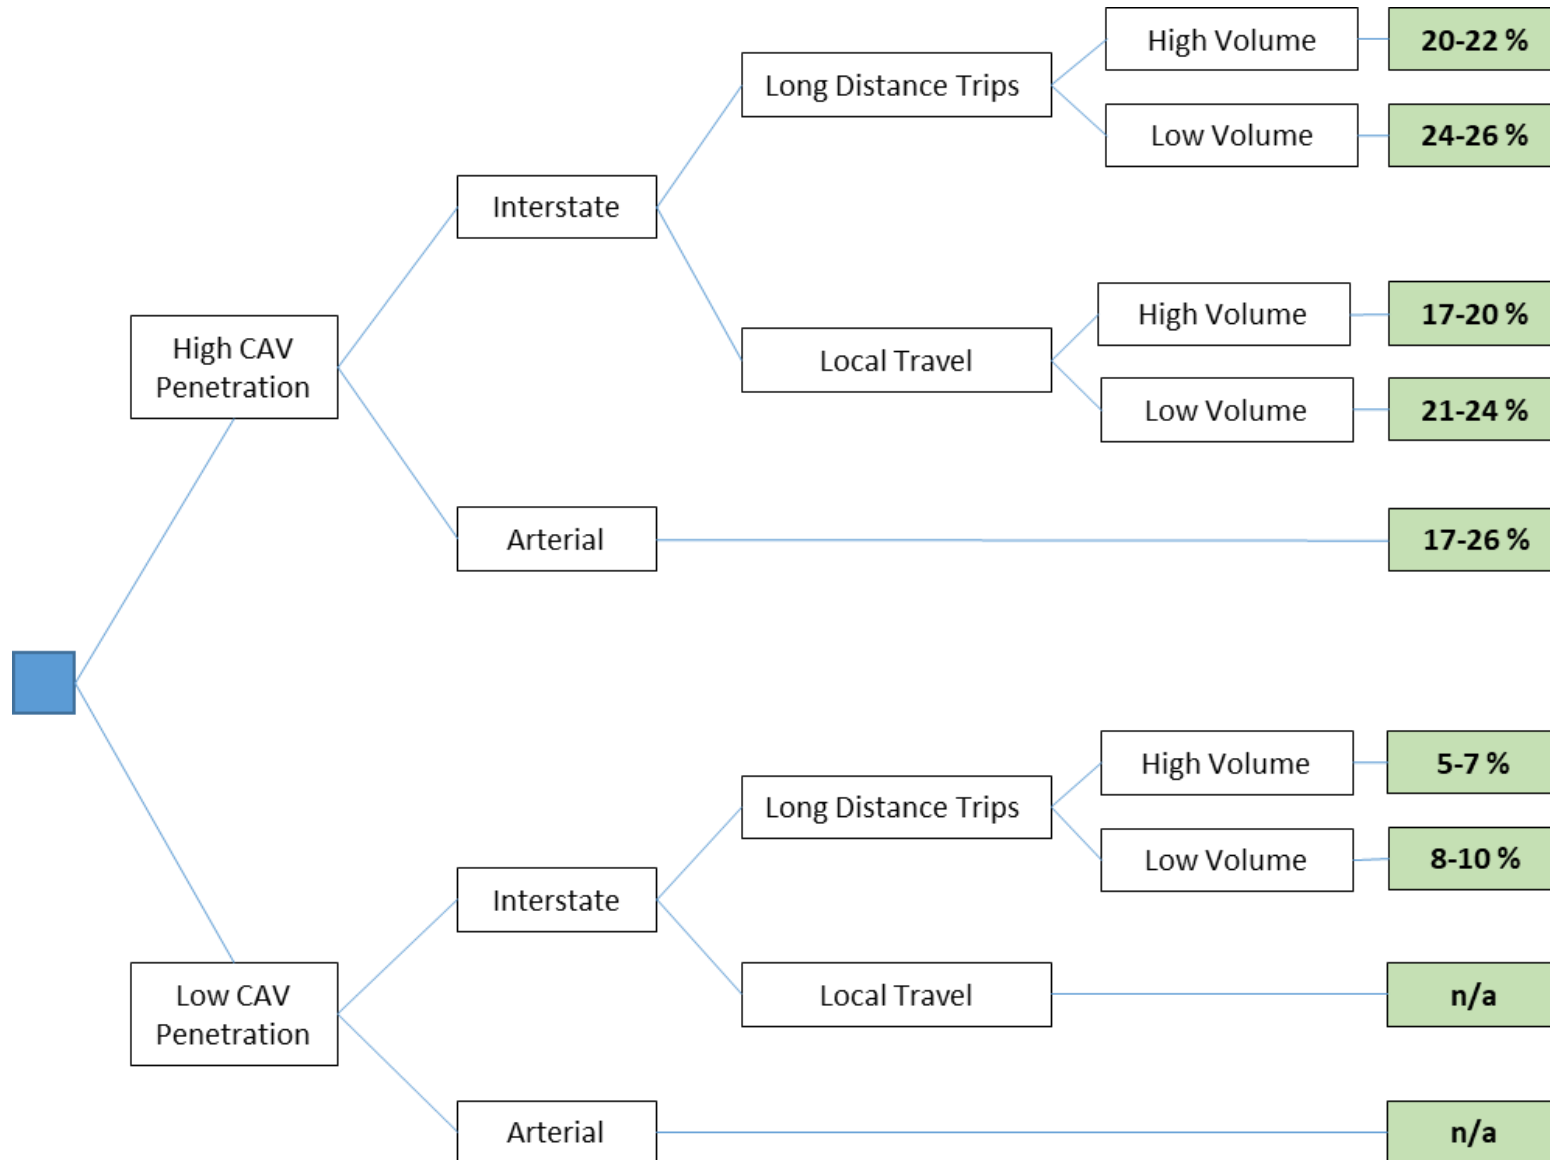 High Volume
20-22 %
Long Distance Trips
Low Volume
24-26 %
Interstate
High Volume
17-20 %
High CAV
Penetration
Local Travel
Low Volume
21-24 %
Arterial
17-26 %
High Volume
5-7 %
Long Distance Trips
Low Volume
8-10 %
Interstate
Low CAV
Penetration
Local Travel
n/a
Arterial
n/a